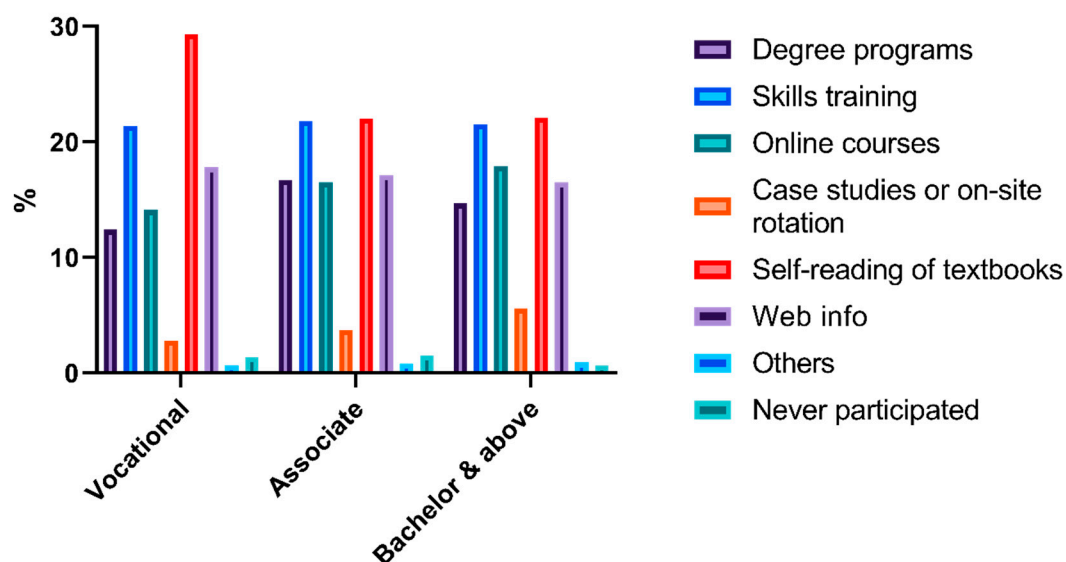 30
20
10
0
%
Vocational
Associate
Bachelor & above
Degree programs
Skills training
Online courses
Case studies or on-site
rotation
Self-reading of textbooks
Web info
Others
Never participated